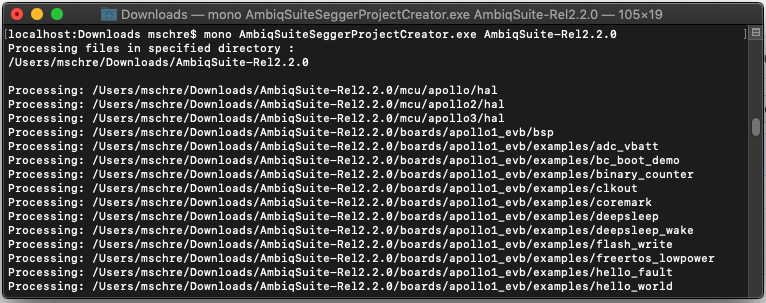 Downloads — mono AmbiqSuiteSeggerProjectCreator.exe AmbiqSuite-Rel2.2.0 — 105×19
[localhost:Downloads mschre$ mono AmbiqSuiteSeggerProjectCreator.exe AmbiqSuite-Rel2.2.0 ]
Processing files in specified directory :
/Users/mschre/Downloads/AmbiqSuite-Rel2.2.0
Processing: /Users/mschre/Downloads/AmbiqSuite-Rel2.2.0/mcu/apollo/hal
Processing: /Users/mschre/Downloads/AmbiqSuite-Rel2.2.0/mcu/apollo2/hal
Processing: /Users/mschre/Downloads/AmbiqSuite-Rel2.2.0/mcu/apollo3/hal
Processing: /Users/mschre/Downloads/AmbiqSuite-Rel2.2.0/boards/apollo1_evb/bsp
Processing: /Users/mschre/Downloads/AmbiqSuite-Rel2.2.0/boards/apollo1_evb/examples/adc_vbatt
Processing: /Users/mschre/Downloads/AmbiqSuite-Rel2.2.0/boards/apollo1_evb/examples/bc_boot_demo
Processing: /Users/mschre/Downloads/AmbiqSuite-Rel2.2.0/boards/apollo1_evb/examples/binary_counter
Processing: /Users/mschre/Downloads/AmbiqSuite-Rel2.2.0/boards/apollo1_evb/examples/clkout
Processing: /Users/mschre/Downloads/AmbiqSuite-Rel2.2.0/boards/apollo1_evb/examples/coremark
Processing: /Users/mschre/Downloads/AmbiqSuite-Rel2.2.0/boards/apollo1_evb/examples/deepsleep
Processing: /Users/mschre/Downloads/AmbiqSuite-Rel2.2.0/boards/apollo1_evb/examples/deepsleep_wake
Processing: /Users/mschre/Downloads/AmbiqSuite-Rel2.2.0/boards/apollo1_evb/examples/flash_write
Processing: /Users/mschre/Downloads/AmbiqSuite-Rel2.2.0/boards/apollo1_evb/examples/freertos_lowpower
Processing: /Users/mschre/Downloads/AmbiqSuite-Rel2.2.0/boards/apollo1_evb/examples/hello_fault
Processing: /Users/mschre/Downloads/AmbiqSuite-Rel2.2.0/boards/apollo1_evb/examples/hello_world